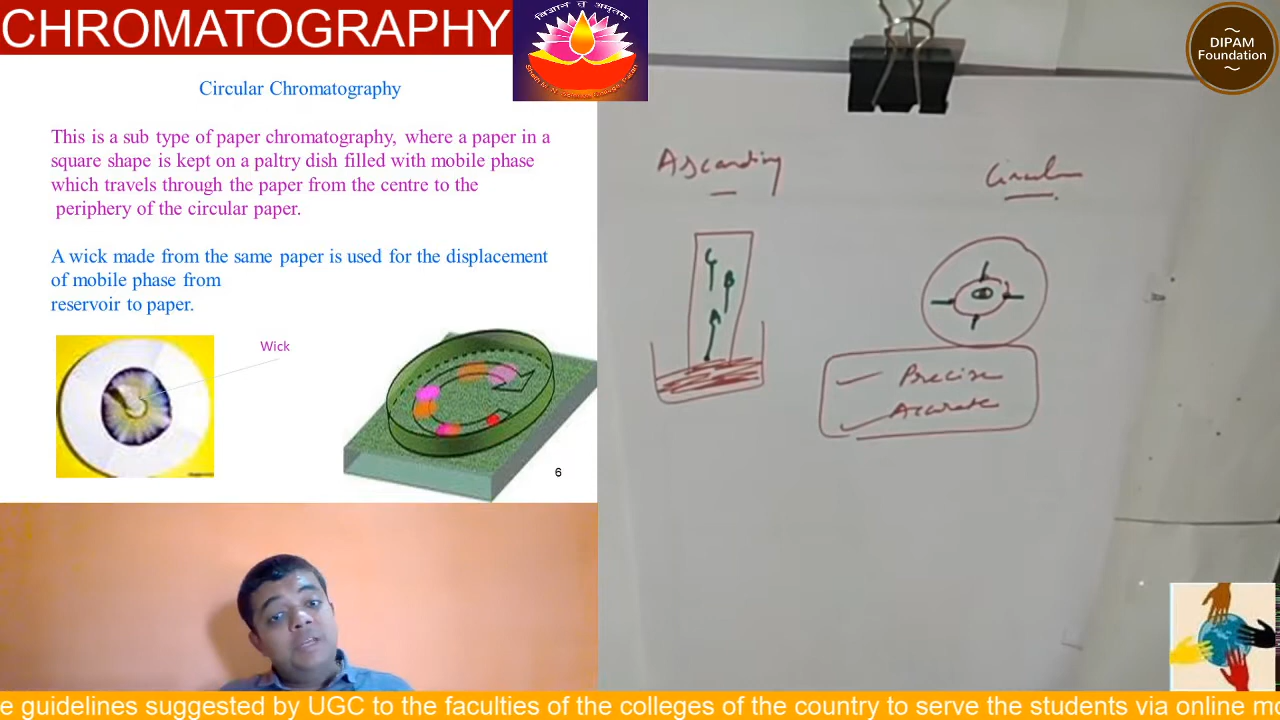 CHROMATOGRAPHY
विज्ञानं व अमृतम्
DIPAM
Foundation
Circular Chromatography
This is a sub type of paper chromatography, where a paper in a
square shape is kept on a paltry dish filled with mobile phase
which travels through the paper from the centre to the
periphery of the circular paper.
A wick made from the same paper is used for the displacement
of mobile phase from
reservoir to paper.
Wick
6
Ascending
Circular
C
B
A
Precise
Accurate
e guidelines suggested by UGC to the faculties of the colleges of the country to serve the students via online mo